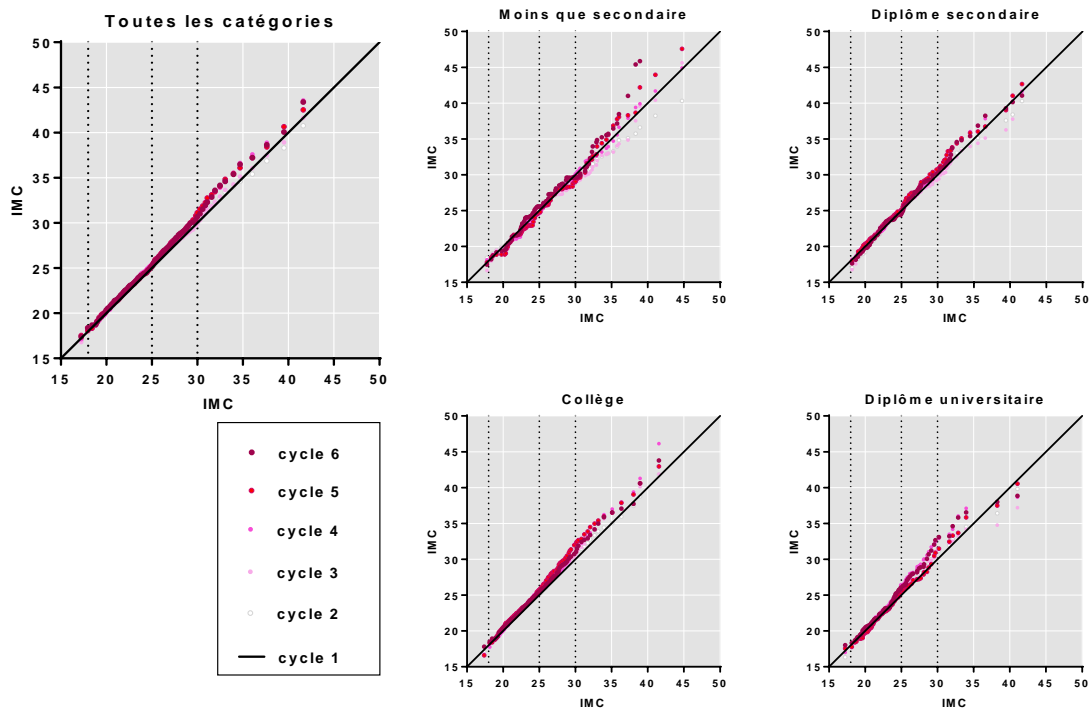 Toutes les catégories
50
45
40
35
30
25
20
15
IMC
15 20 25 30 35 40 45 50
IMC
Moins que secondaire
50
45
40
35
30
25
20
15
IMC
15 20 25 30 35 40 45 50
IMC
Diplôme secondaire
50
45
40
35
30
25
20
15
IMC
15 20 25 30 35 40 45 50
IMC
cycle 6
cycle 5
cycle 4
cycle 3
cycle 2
cycle 1
Collège
50
45
40
35
30
25
20
15
IMC
15 20 25 30 35 40 45 50
IMC
Diplôme universitaire
50
45
40
35
30
25
20
15
IMC
15 20 25 30 35 40 45 50
IMC